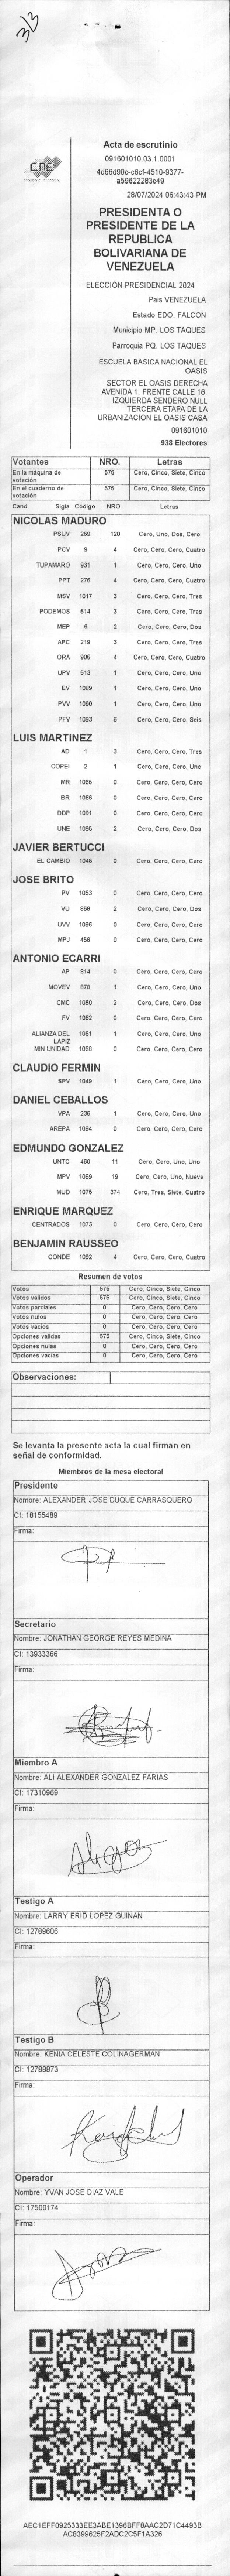 3/3
CNE
Acta de escrutinio
091601010.03.1.0001
4d66d90c-c6cf-4510-9377-
a59622283c49
28/07/2024 06:43:43 PM
PRESIDENTA O
PRESIDENTE DE LA
REPUBLICA
BOLIVARIANA DE
VENEZUELA
ELECCIÓN PRESIDENCIAL 2024
Pais VENEZUELA
Estado EDO. FALCON
Municipio MP. LOS TAQUES
Parroquia PQ. LOS TAQUES
ESCUELA BASICA NACIONAL EL
OASIS
SECTOR EL OASIS DERECHA
AVENIDA 1. FRENTE CALLE 16.
IZQUIERDA SENDERO NULL
TERCERA ETAPA DE LA
URBANIZACION EL OASIS CASA
091601010
938 Electores
Votantes NRO. Letras
En la máquina de votación 575 Cero, Cinco, Siete, Cinco
En el cuaderno de votación 575 Cero, Cinco, Siete, Cinco
Cand. Sigla Código NRO. Letras
NICOLAS MADURO
PSUV 269 120 Cero, Uno, Dos, Cero
PCV 9 4 Cero, Cero, Cero, Cuatro
TUPAMARO 931 1 Cero, Cero, Cero, Uno
PPT 276 4 Cero, Cero, Cero, Cuatro
MSV 1017 3 Cero, Cero, Cero, Tres
PODEMOS 514 3 Cero, Cero, Cero, Tres
MEP 6 2 Cero, Cero, Cero, Dos
APC 219 3 Cero, Cero, Cero, Tres
ORA 906 4 Cero, Cero, Cero, Cuatro
UPV 513 1 Cero, Cero, Cero, Uno
EV 1089 1 Cero, Cero, Cero, Uno
PVV 1090 1 Cero, Cero, Cero, Uno
PFV 1093 6 Cero, Cero, Cero, Seis
LUIS MARTINEZ
AD 1 3 Cero, Cero, Cero, Tres
COPEI 2 1 Cero, Cero, Cero, Uno
MR 1065 0 Cero, Cero, Cero, Cero
BR 1066 0 Cero, Cero, Cero, Cero
DDP 1091 0 Cero, Cero, Cero, Cero
UNE 1095 2 Cero, Cero, Cero, Dos
JAVIER BERTUCCI
EL CAMBIO 1046 0 Cero, Cero, Cero, Cero
JOSE BRITO
PV 1053 0 Cero, Cero, Cero, Cero
VU 868 2 Cero, Cero, Cero, Dos
UVV 1096 0 Cero, Cero, Cero, Cero
MPJ 458 0 Cero, Cero, Cero, Cero
ANTONIO ECARRI
AP 814 0 Cero, Cero, Cero, Cero
MOVEV 878 1 Cero, Cero, Cero, Uno
CMC 1060 2 Cero, Cero, Cero, Dos
FV 1062 0 Cero, Cero, Cero, Cero
ALIANZA DEL LAPIZ 1061 1 Cero, Cero, Cero, Uno
MIN UNIDAD 1068 0 Cero, Cero, Cero, Cero
CLAUDIO FERMIN
SPV 1049 1 Cero, Cero, Cero, Uno
DANIEL CEBALLOS
VPA 236 1 Cero, Cero, Cero, Uno
AREPA 1094 0 Cero, Cero, Cero, Cero
EDMUNDO GONZALEZ
UNTC 460 11 Cero, Cero, Uno, Uno
MPV 1069 19 Cero, Cero, Uno, Nueve
MUD 1075 374 Cero, Tres, Siete, Cuatro
ENRIQUE MARQUEZ
CENTRADOS 1073 0 Cero, Cero, Cero, Cero
BENJAMIN RAUSSEO
CONDE 1092 4 Cero, Cero, Cero, Cuatro
Resumen de votos
Votos 575 Cero, Cinco, Siete, Cinco
Votos validos 575 Cero, Cinco, Siete, Cinco
Votos parciales 0 Cero, Cero, Cero, Cero
Votos nulos 0 Cero, Cero, Cero, Cero
Votos vacios 0 Cero, Cero, Cero, Cero
Opciones validas 575 Cero, Cinco, Siete, Cinco
Opciones nulas 0 Cero, Cero, Cero, Cero
Opciones vacias 0 Cero, Cero, Cero, Cero
Observaciones:
Se levanta la presente acta la cual firman en
señal de conformidad.
Miembros de la mesa electoral
Presidente
Nombre: ALEXANDER JOSE DUQUE CARRASQUERO
CI: 18155489
Firma:
Secretario
Nombre: JONATHAN GEORGE REYES MEDINA
CI: 13933366
Firma:
Miembro A
Nombre: ALI ALEXANDER GONZALEZ FARIAS
CI: 17310969
Firma:
Testigo A
Nombre: LARRY ERID LOPEZ GUIÑAN
CI: 12789606
Firma:
Testigo B
Nombre: KENIA CELESTE COLINAGERMAN
CI: 12788873
Firma:
Operador
Nombre: YVAN JOSE DIAZ VALE
CI: 17500174
Firma:
AEC1EFF0925333EE3ABE1396BFF8AAC2D71C4493B
AC8399625F2ADC2C5F1A326